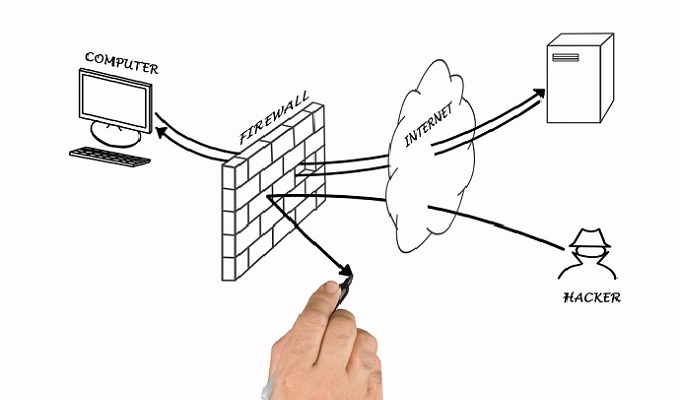 COMPUTER
FIREWALL
INTERNET
HACKER